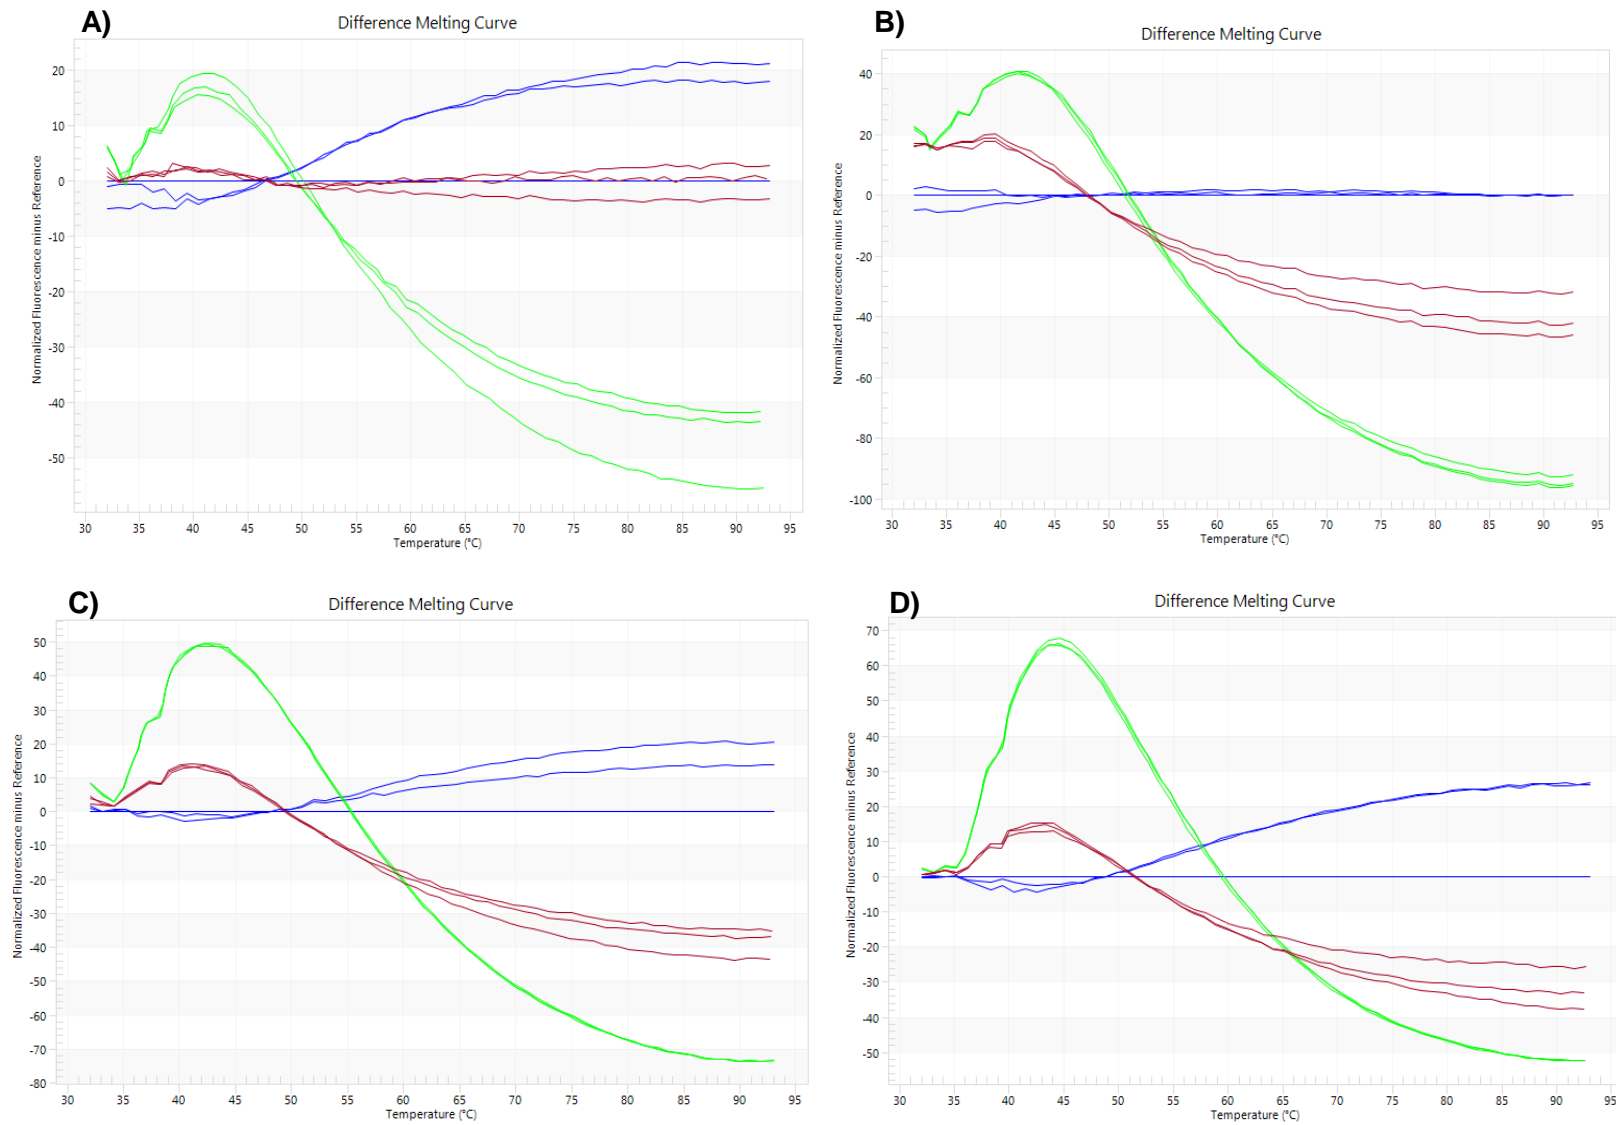 A)
Difference Melting Curve
Normalized Fluorescence minus Reference
20
10
0
-10
-20
-30
-40
-50
30 35 40 45 50 55 60 65 70 75 80 85 90 95
Temperature (°C)
B)
Difference Melting Curve
Normalized Fluorescence minus Reference
40
20
0
-20
-40
-60
-80
-100
30 35 40 45 50 55 60 65 70 75 80 85 90 95
Temperature (°C)
C)
Difference Melting Curve
Normalized Fluorescence minus Reference
50
40
30
20
10
0
-10
-20
-30
-40
-50
-60
-70
-80
30 35 40 45 50 55 60 65 70 75 80 85 90 95
Temperature (°C)
D)
Difference Melting Curve
Normalized Fluorescence minus Reference
70
60
50
40
30
20
10
0
-10
-20
-30
-40
-50
30 35 40 45 50 55 60 65 70 75 80 85 90 95
Temperature (°C)